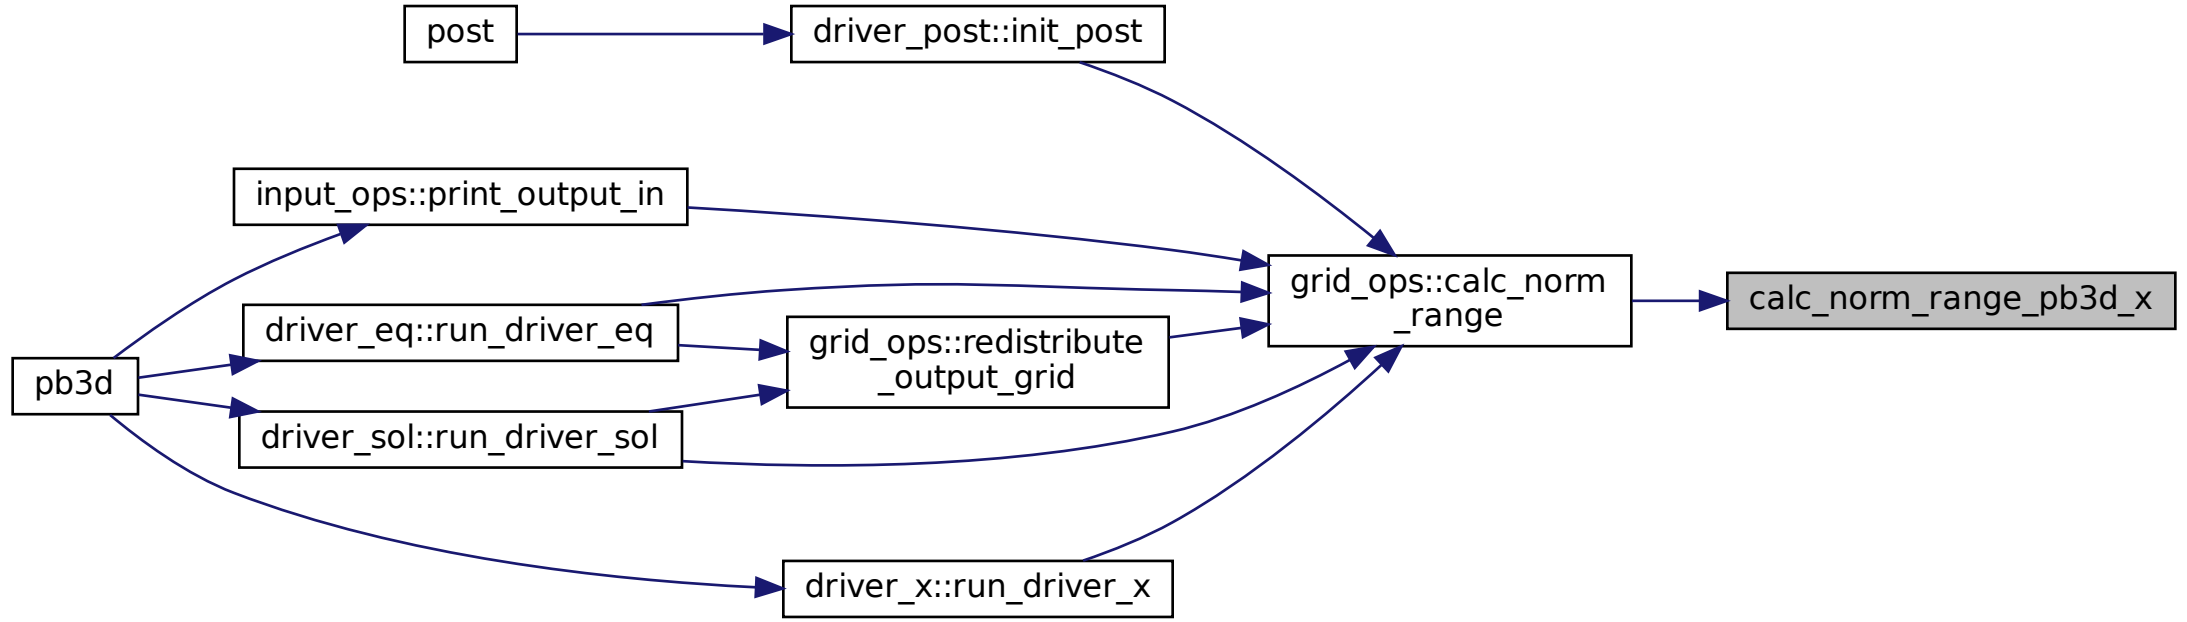 post
driver_post::init_post
input_ops::print_output_in
grid_ops::calc_norm
_range
calc_norm_range_pb3d_x
driver_eq::run_driver_eq
grid_ops::redistribute
_output_grid
pb3d
driver_sol::run_driver_sol
driver_x::run_driver_x